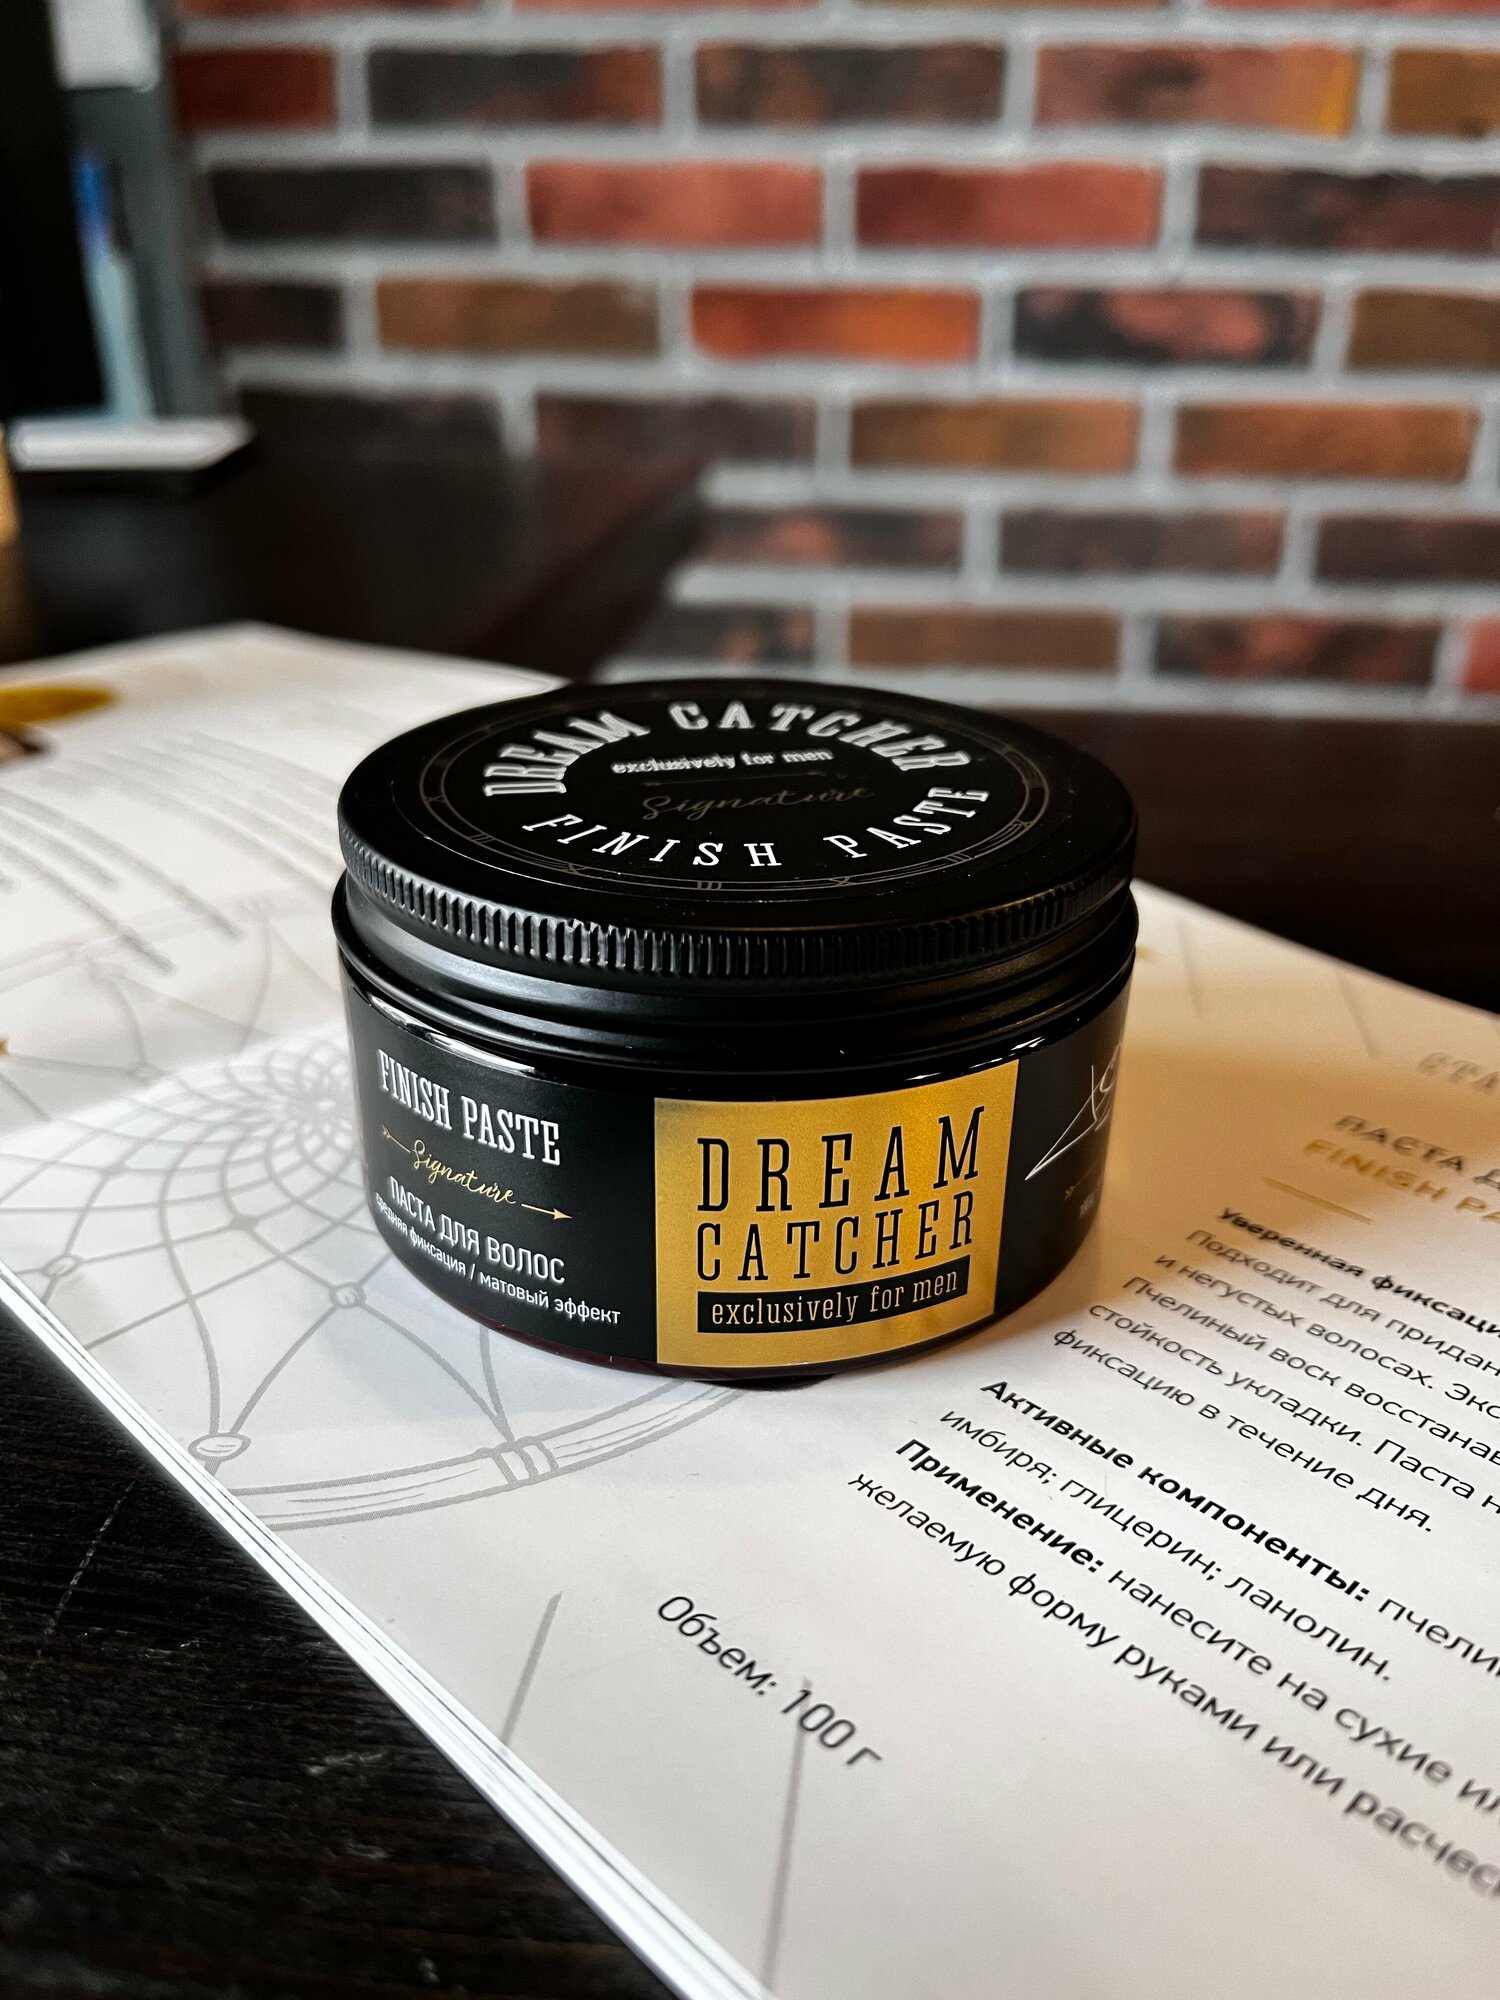 DREAM CATCHER
exclusively for men
Signature
FINISH PASTE
FINISH PASTE
Signature
ПАСТА ДЛЯ ВОЛОС
средняя фиксация / матовый эффект
DREAM
CATCHER
exclusively for men
ПАСТА
FINISH
Уверенная фиксаци
Подходит для придан
и негустых волосах. Экс
Пчелиный воск восстанав
стойкость укладки. Паста н
фиксацию в течение дня.
Активные компоненты: пчели
имбиря; глицерин; ланолин.
Применение: нанесите на сухие ил
желаемую форму руками или расчес
Объем: 100 г